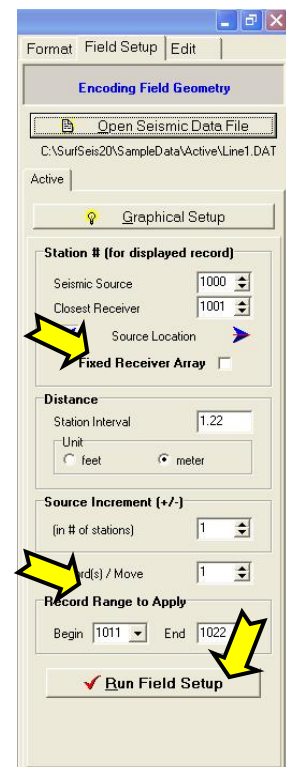 Format Field Setup Edit
Encoding Field Geometry
Open Seismic Data File
C:\SurfSeis20\SampleData\Active\Line1.DAT
Active
Graphical Setup
Station # (for displayed record)
Seismic Source 1000
Closest Receiver 1001
Source Location
Fixed Receiver Array
Distance
Station Interval 1.22
Unit
feet meter
Source Increment (+/-)
(in # of stations) 1
/ Move 1
Record Range to Apply
Begin 1011 End 1022
Run Field Setup